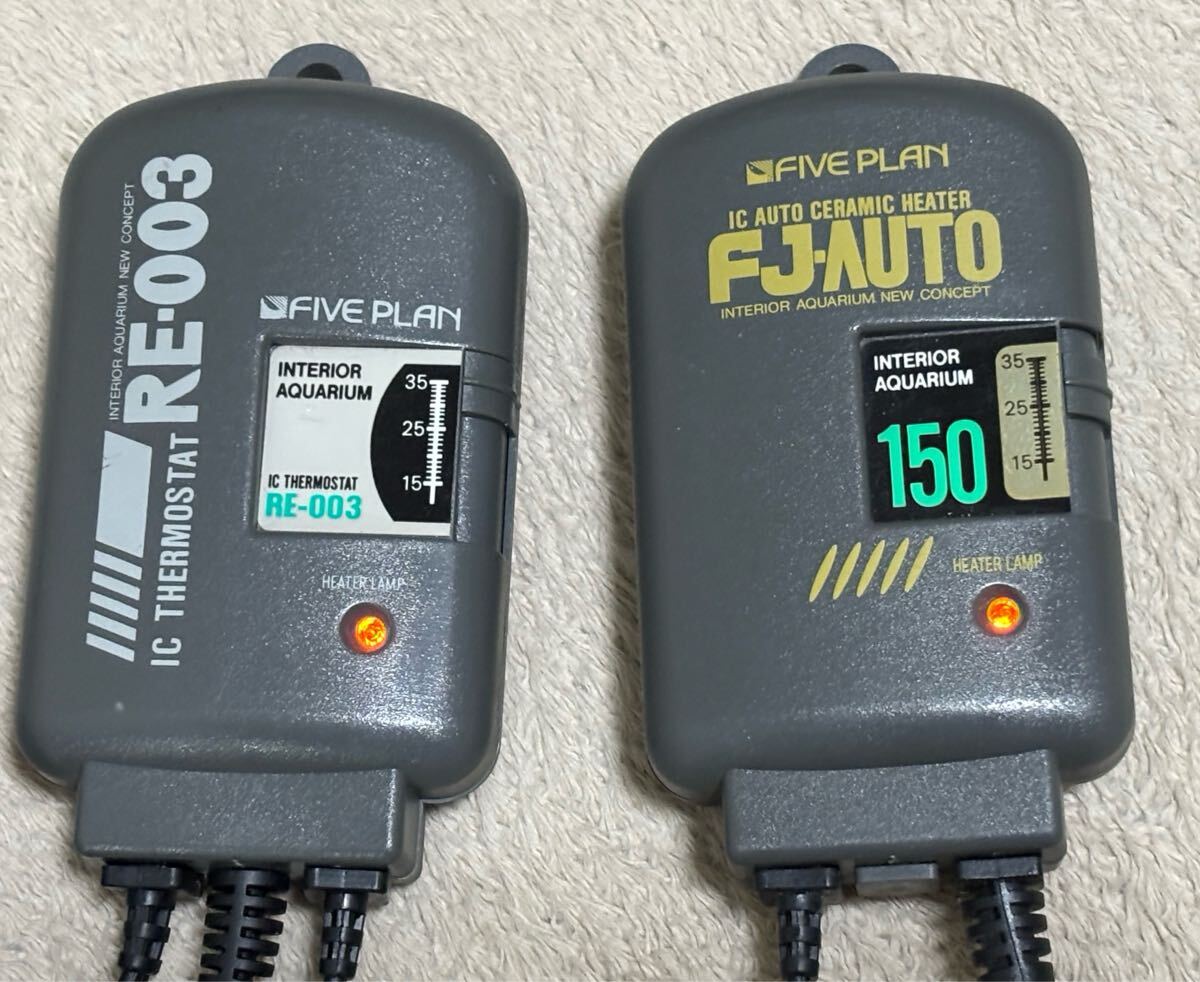 INTERIOR AQUARIUM NEW CONCEPT
RE-003
IC THERMOSTAT
FIVE PLAN
INTERIOR
AQUARIUM
35
25
15
IC THERMOSTAT
RE-003
HEATER LAMP
FIVE PLAN
IC AUTO CERAMIC HEATER
FJ-AUTO
INTERIOR AQUARIUM NEW CONCEPT
INTERIOR
AQUARIUM
150
35
25
15
HEATER LAMP